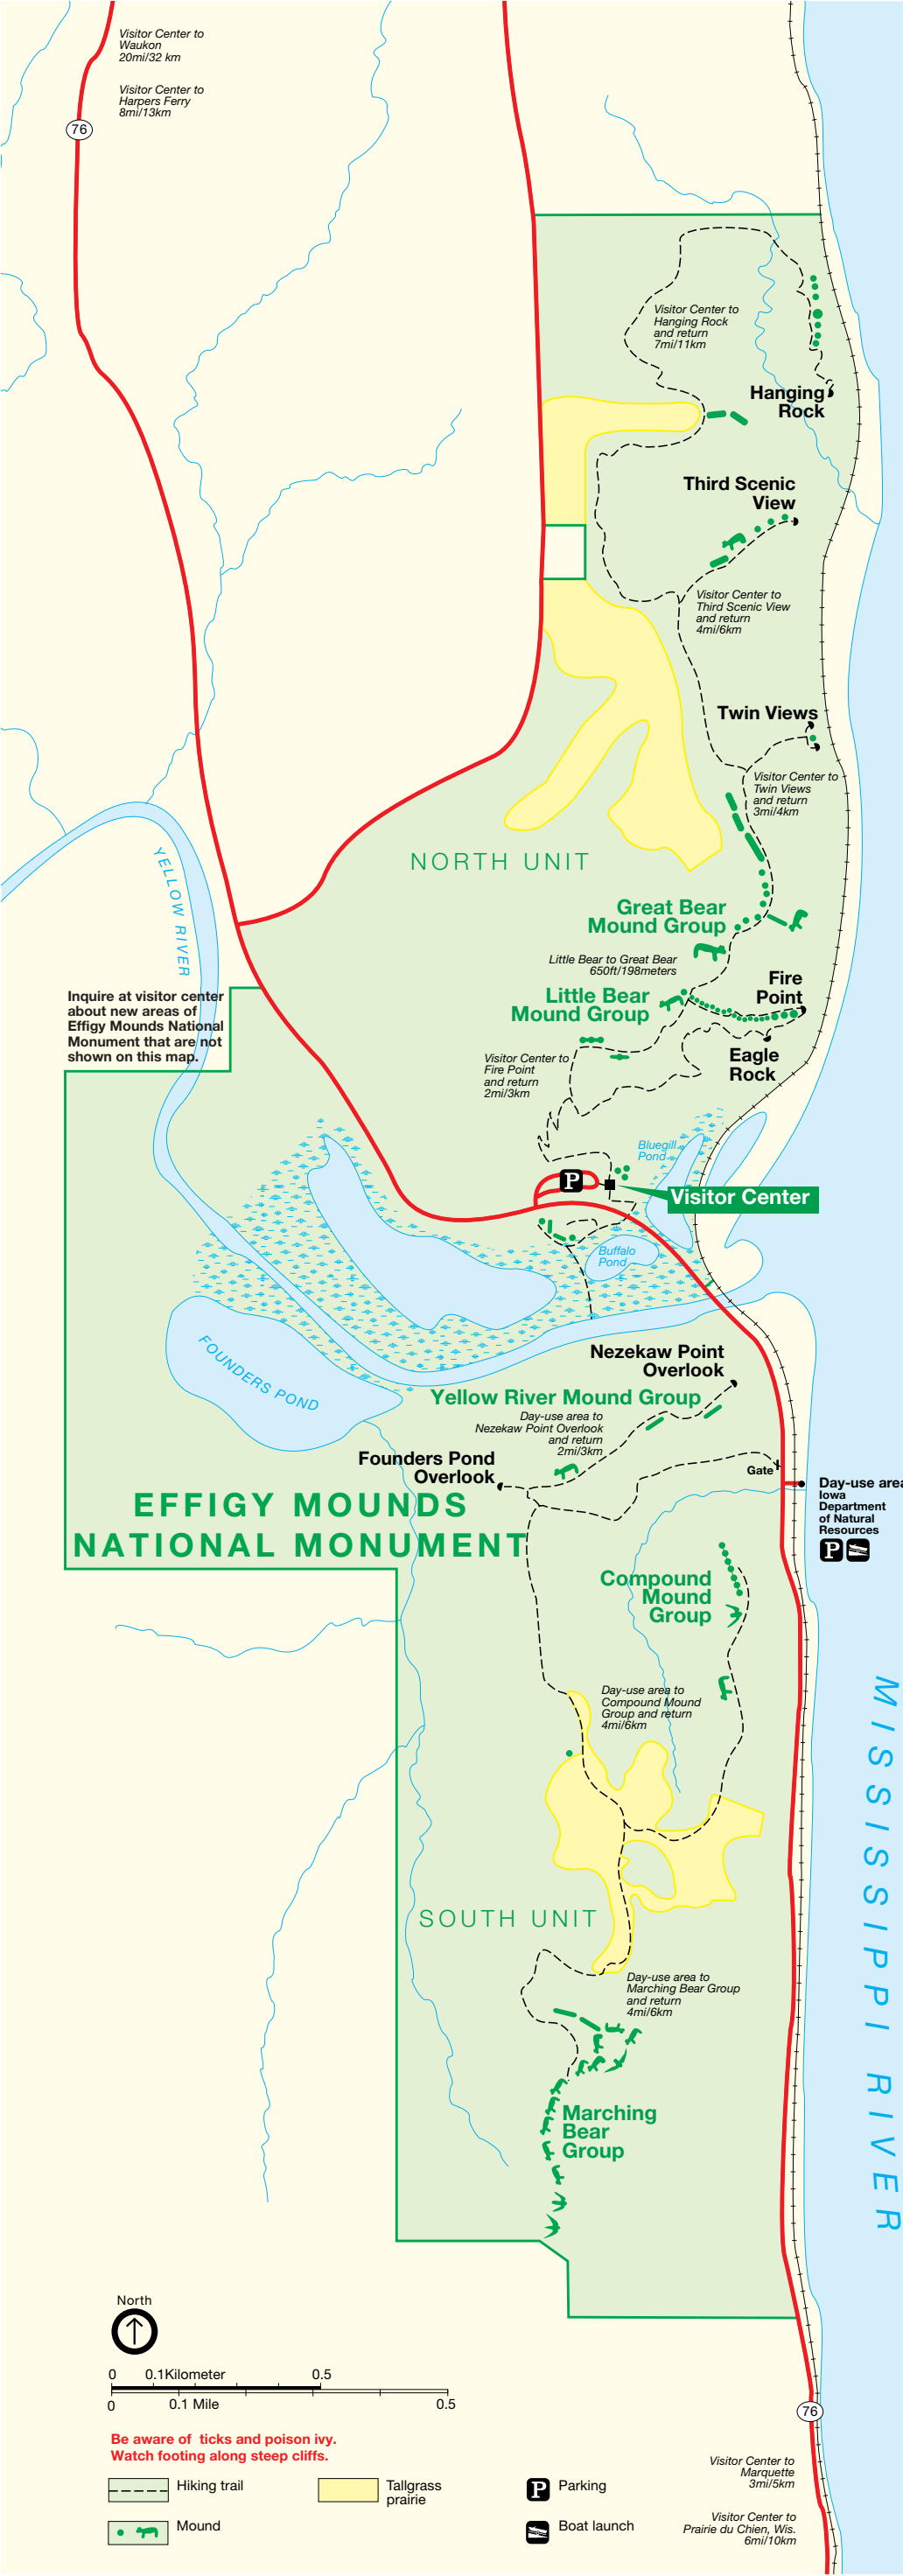 Visitor Center to
Waukon
20mi/32 km
Visitor Center to
Harpers Ferry
8mi/13km
76
Visitor Center to
Hanging Rock
and return
7mi/11km
Hanging
Rock
Third Scenic
View
Visitor Center to
Third Scenic View
and return
4mi/6km
Twin Views
Visitor Center to
Twin Views
and return
3mi/4km
NORTH UNIT
YELLOW RIVER
Great Bear
Mound Group
Little Bear to Great Bear
650ft/198meters
Fire
Point
Little Bear
Mound Group
Inquire at visitor center
about new areas of
Effigy Mounds National
Monument that are not
shown on this map.
Eagle
Rock
Visitor Center to
Fire Point
and return
2mi/3km
Bluegill
Pond
P
Visitor Center
Buffalo
Pond
FOUNDERS POND
Nezekaw Point
Overlook
Yellow River Mound Group
Day-use area to
Nezekaw Point Overlook
and return
2mi/3km
Founders Pond
Overlook
Gate
Day-use area
Iowa
Department
of Natural
Resources
P
EFFIGY MOUNDS
NATIONAL MONUMENT
Compound
Mound
Group
Day-use area to
Compound Mound
Group and return
4mi/6km
MISSISSIPPI RIVER
SOUTH UNIT
Day-use area to
Marching Bear Group
and return
4mi/6km
Marching
Bear
Group
North
0 0.1Kilometer 0.5
0 0.1 Mile 0.5
76
Be aware of ticks and poison ivy.
Watch footing along steep cliffs.
Visitor Center to
Marquette
3mi/5km
Hiking trail
Tallgrass
prairie
P Parking
Mound
Boat launch
Visitor Center to
Prairie du Chien, Wis.
6mi/10km